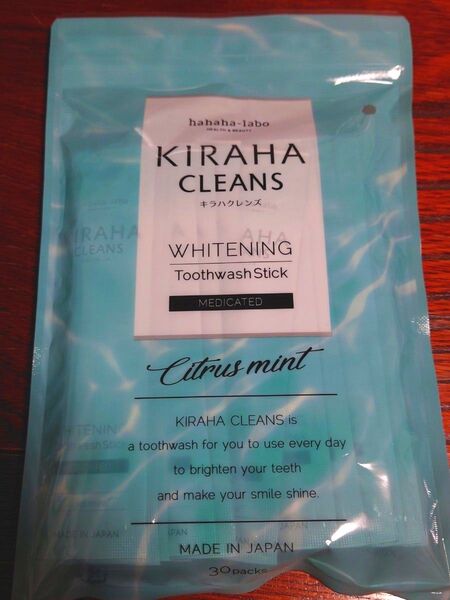 hahaha-labo
HEALTH & BEAUTY
KIRAHA
CLEANS
キラハクレンズ
WHITENING
Toothwash Stick
MEDICATED
Citrus mint
KIRAHA CLEANS is
a toothwash for you to use every day
to brighten your teeth
and make your smile shine.
MADE IN JAPAN
30packs